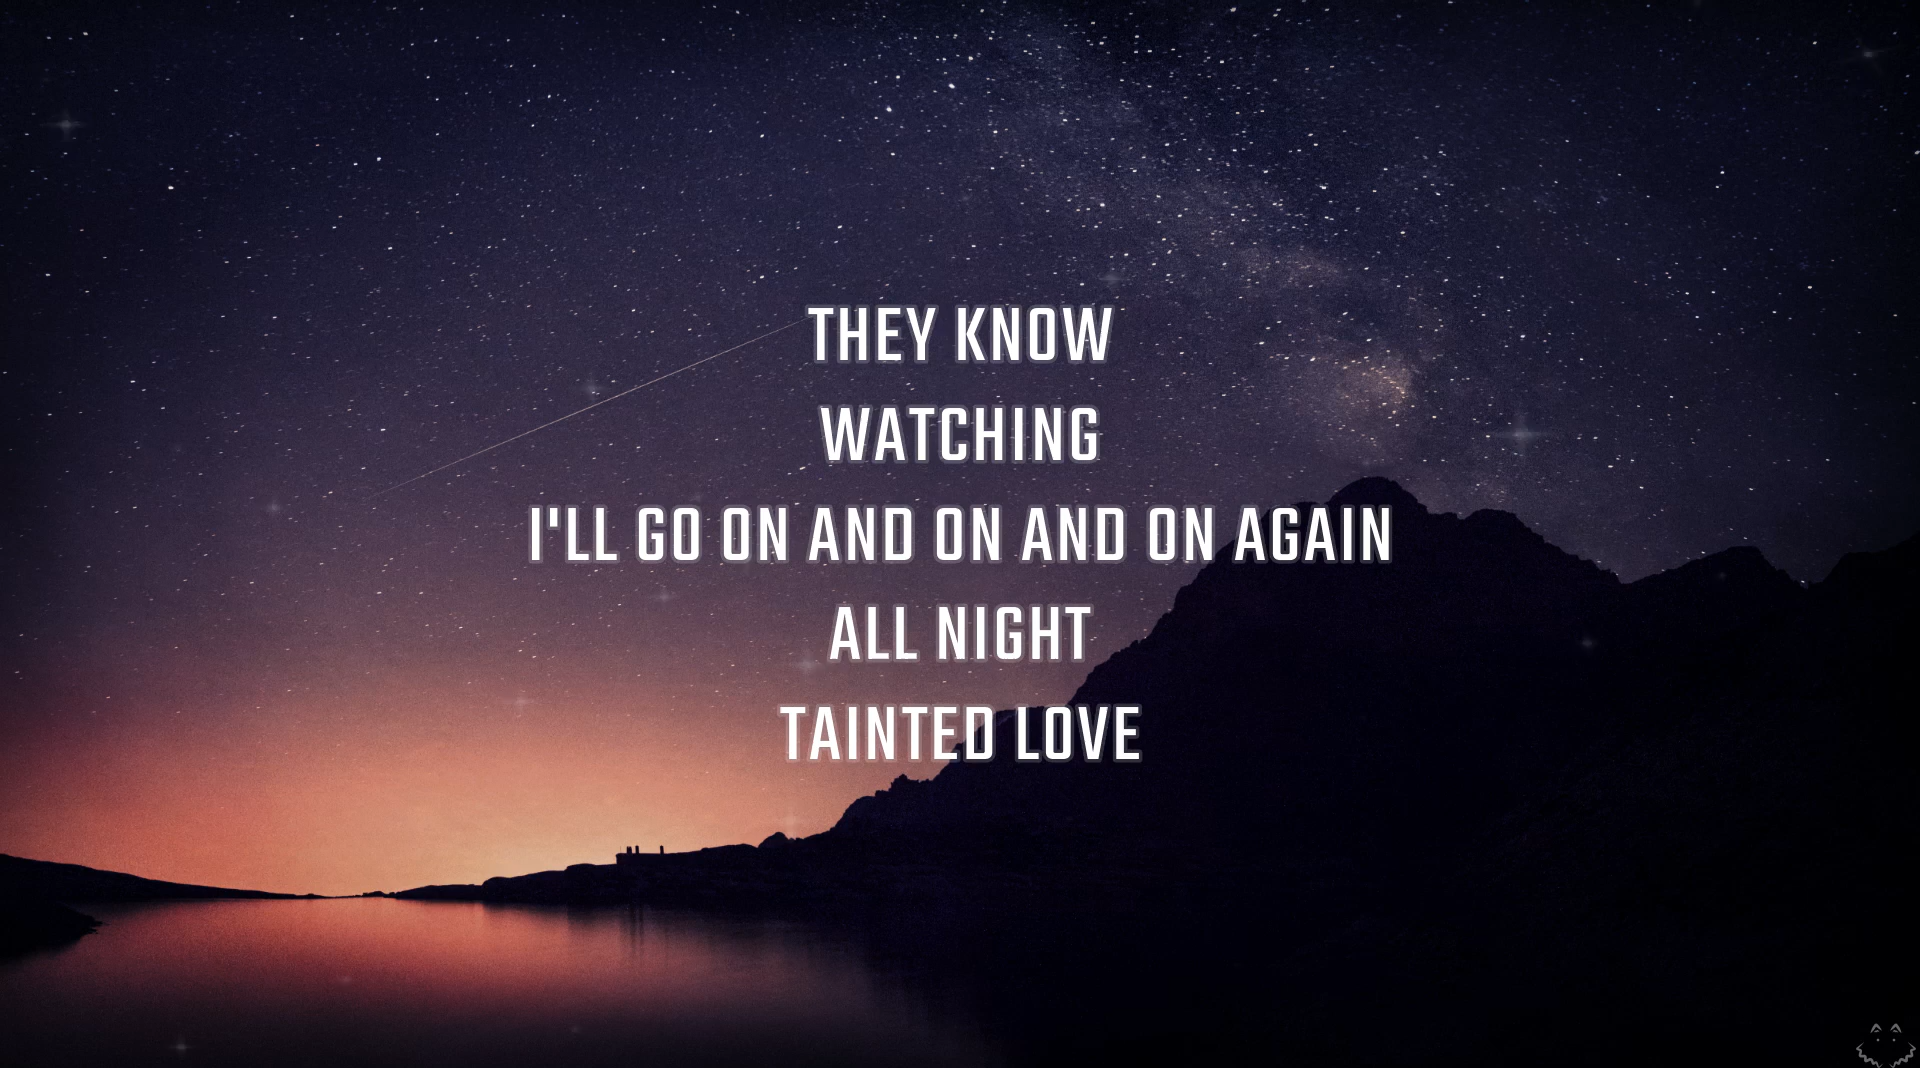 THEY KNOW
WATCHING
I'LL GO ON AND ON AND ON AGAIN
ALL NIGHT
TAINTED LOVE